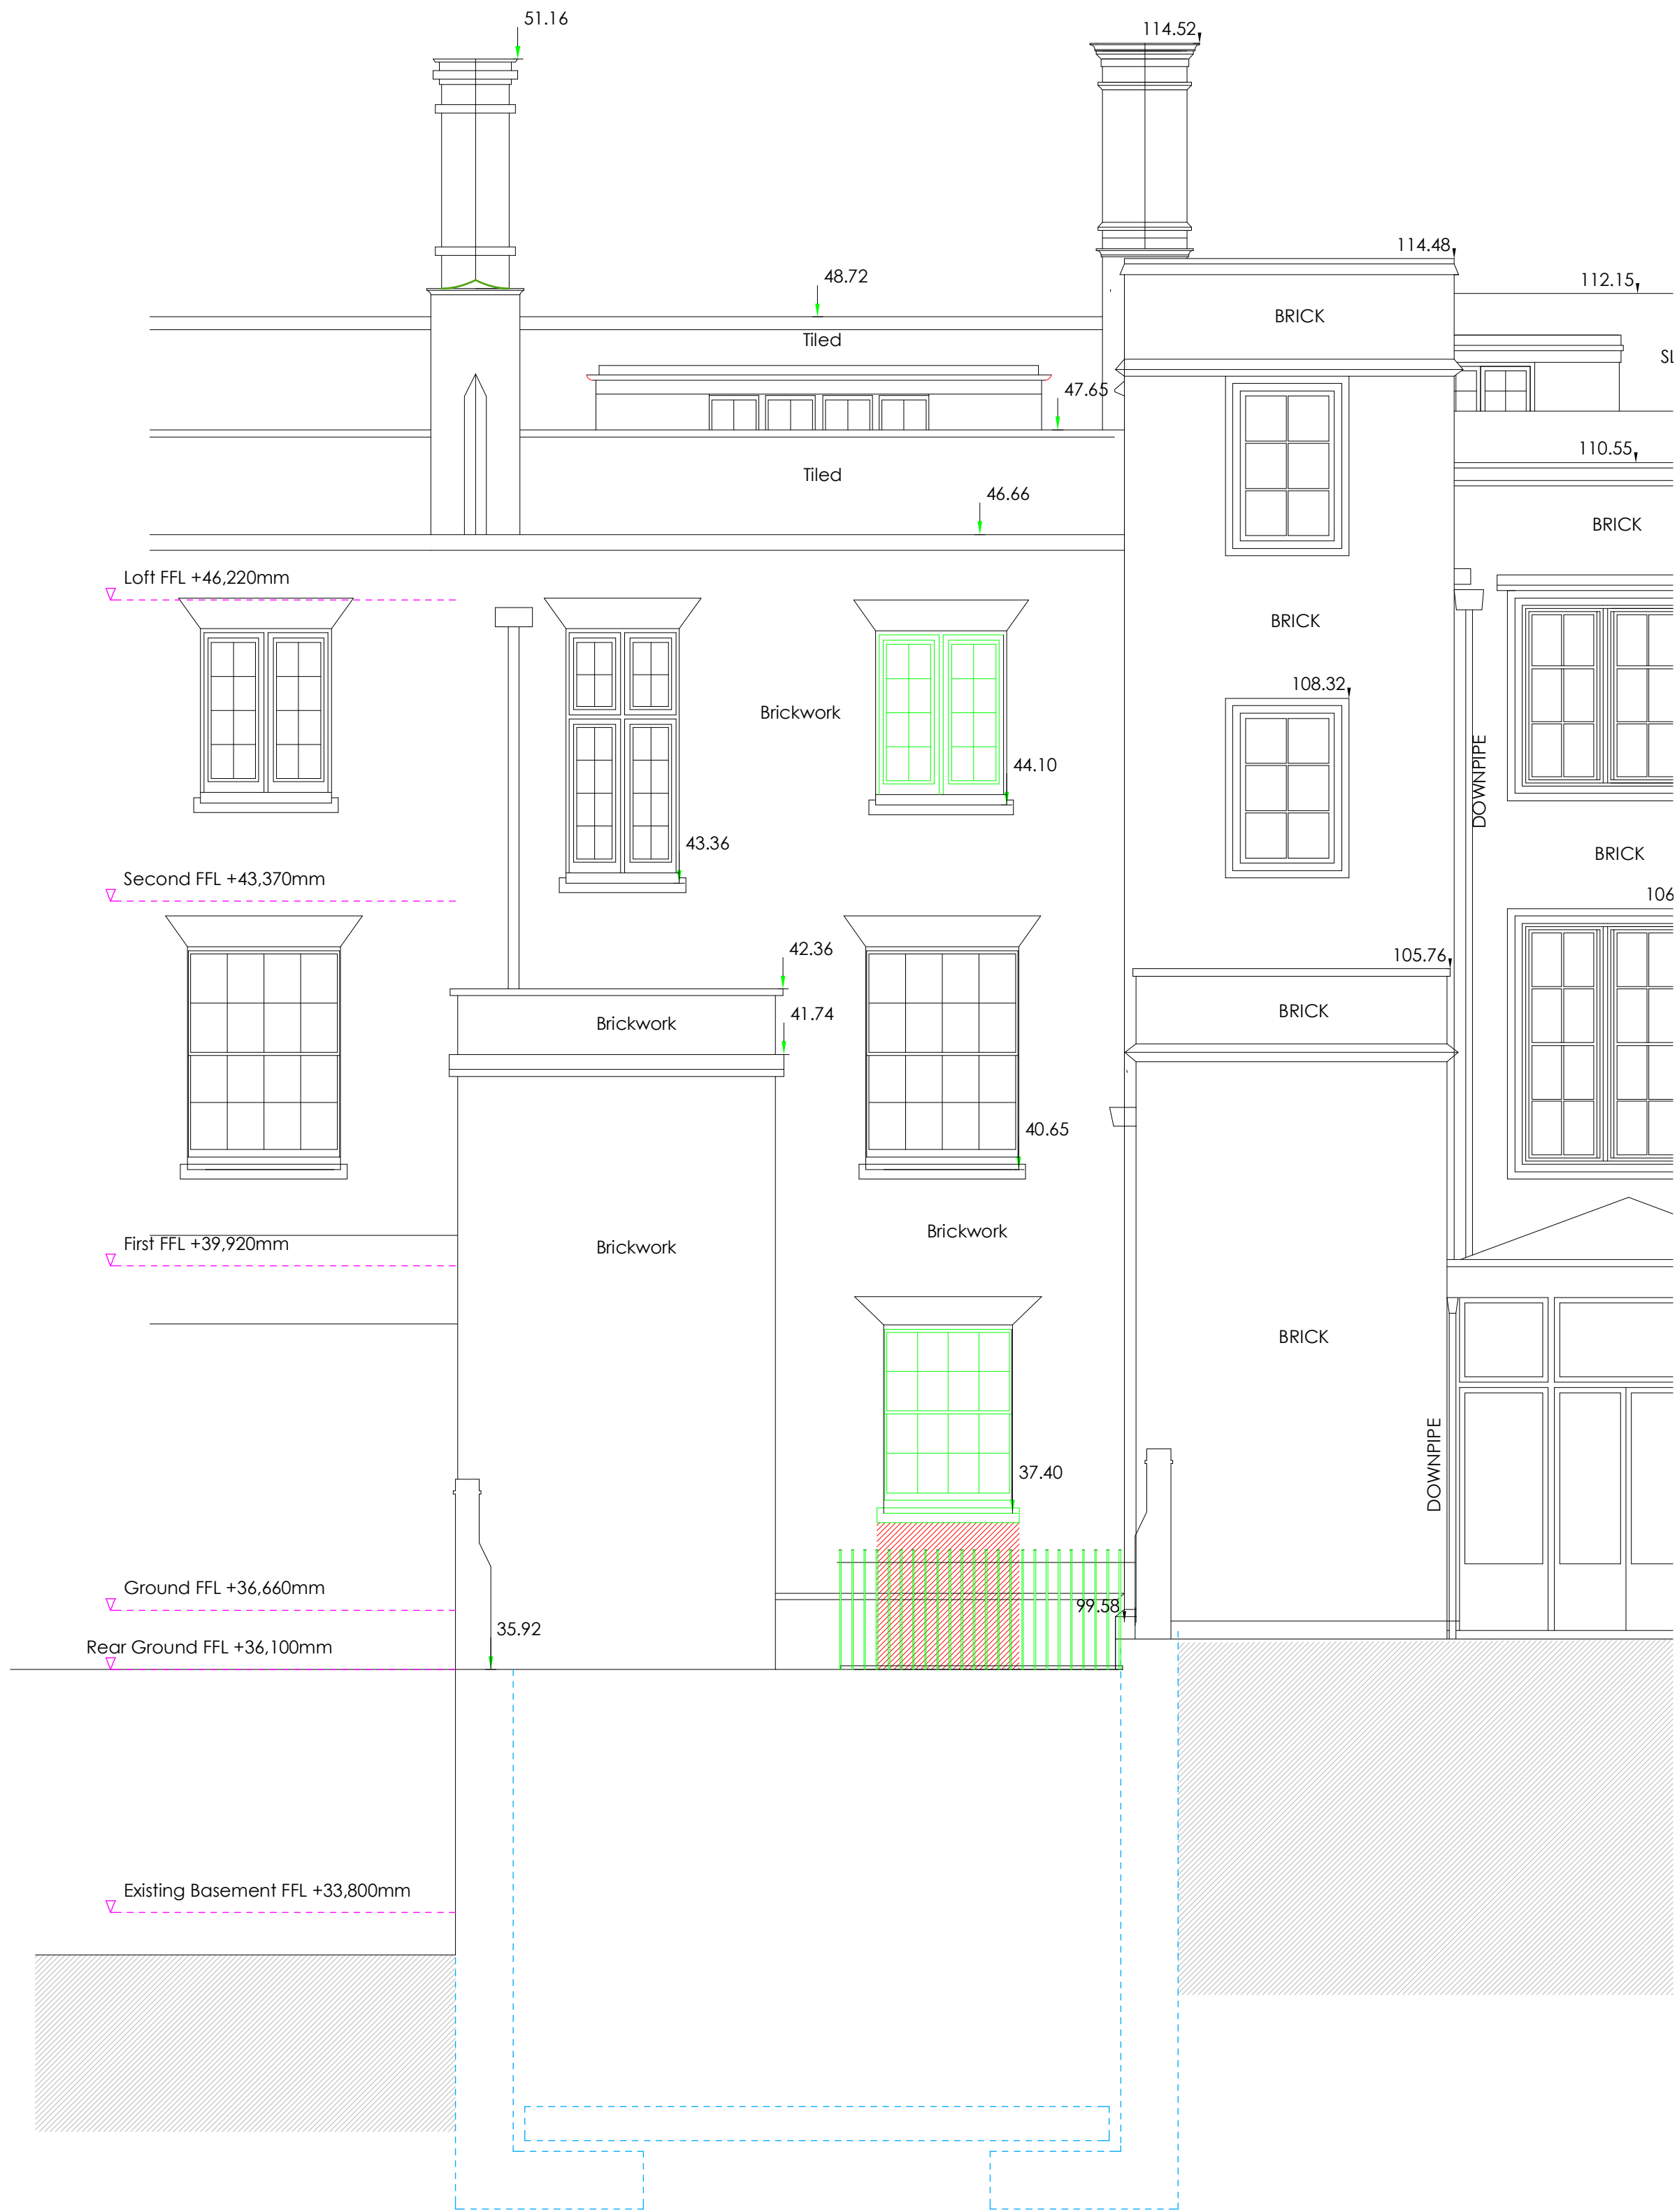 51.16
114.52
114.48
48.72
112.15
BRICK
Tiled
SL
47.65
110.55
Tiled
46.66
BRICK
Loft FFL +46,220mm
BRICK
108.32
Brickwork
DOWNPIPE
44.10
43.36
BRICK
Second FFL +43,370mm
106
42.36
105.76
41.74
BRICK
Brickwork
40.65
Brickwork
First FFL +39,920mm
Brickwork
BRICK
DOWNPIPE
37.40
Ground FFL +36,660mm
99.58
35.92
Rear Ground FFL +36,100mm
Existing Basement FFL +33,800mm